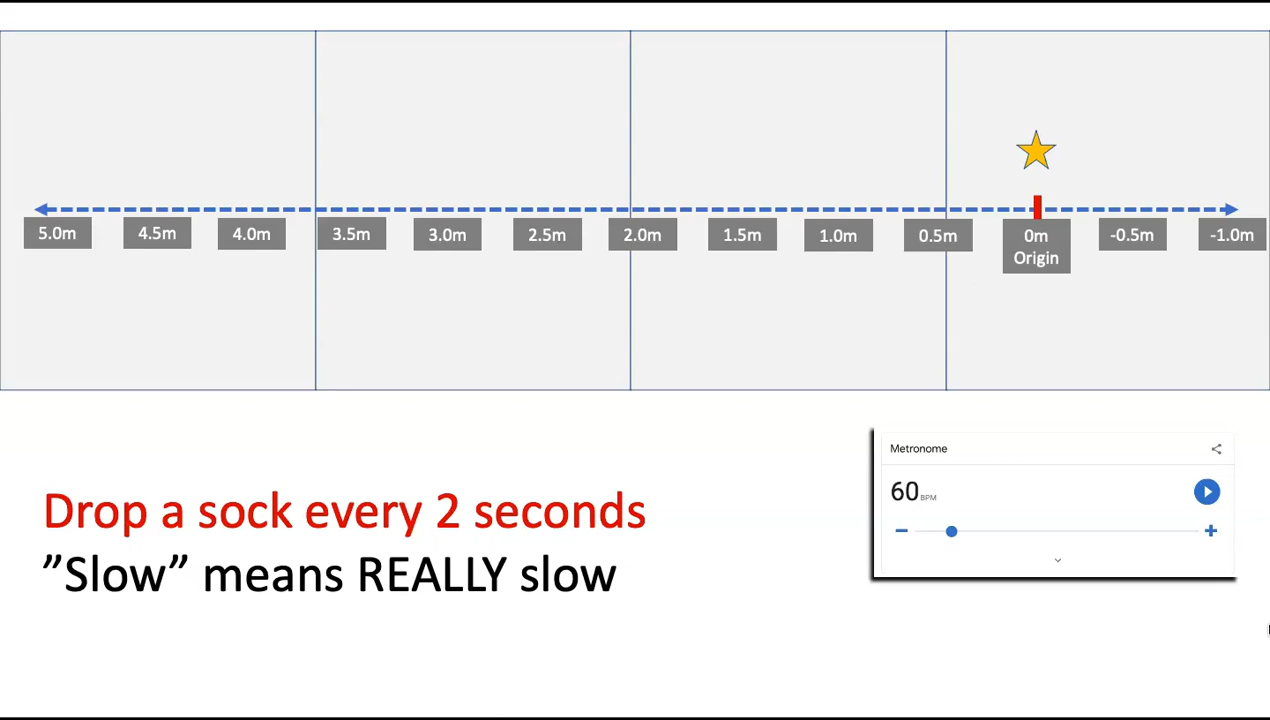 5.0m 4.5m 4.0m 3.5m 3.0m 2.5m 2.0m 1.5m 1.0m 0.5m 0m -0.5m -1.0m
Origin
Metronome
60 BPM
Drop a sock every 2 seconds
”Slow” means REALLY slow